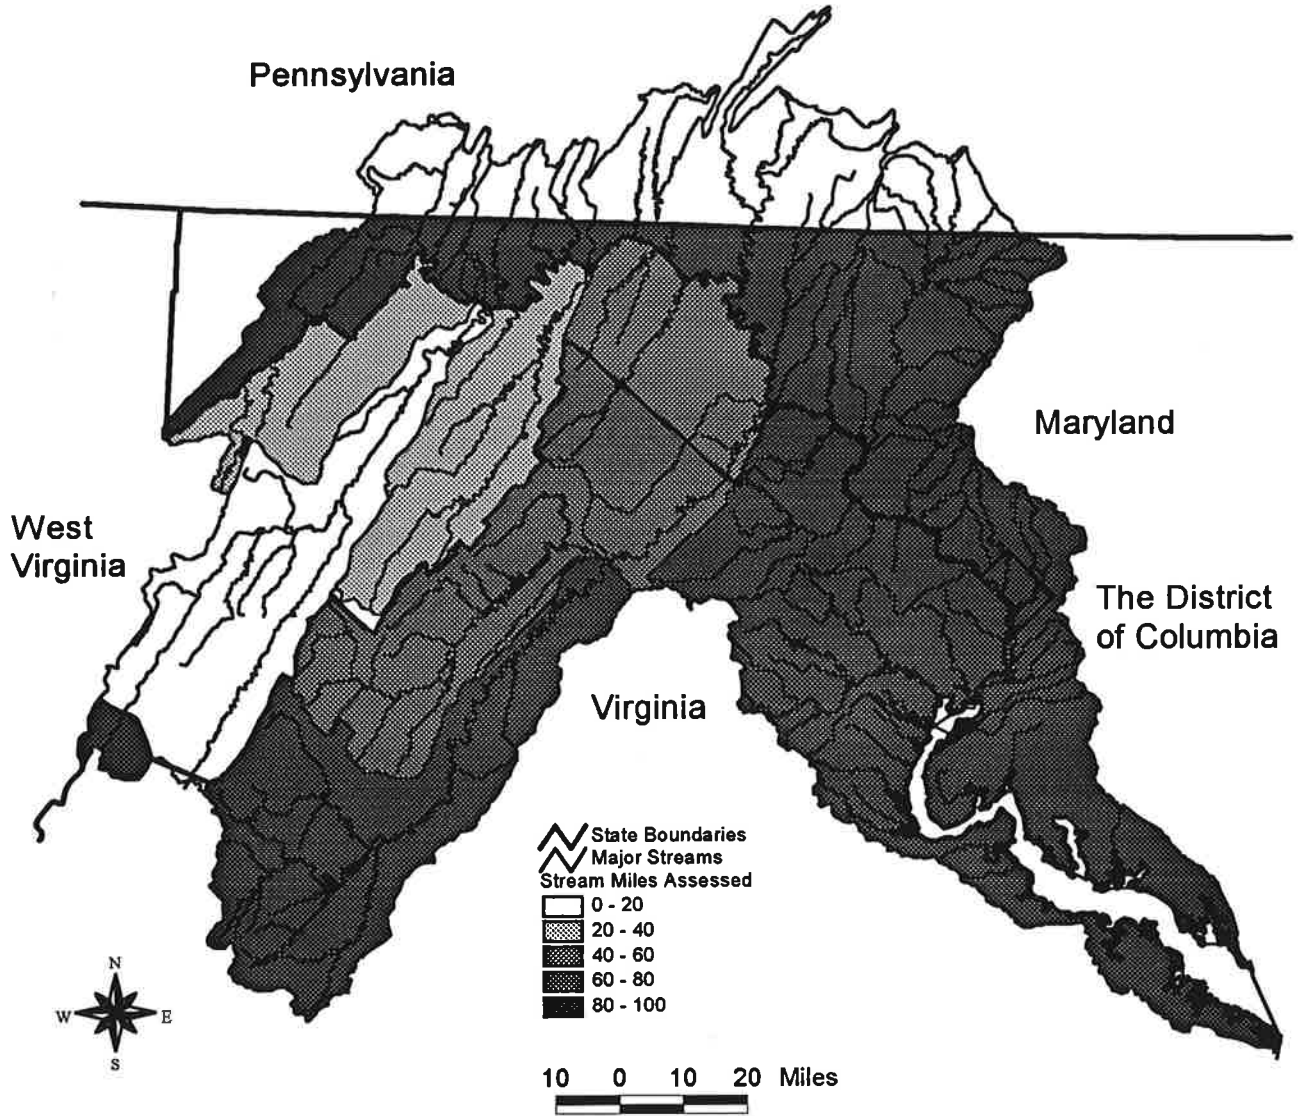 Pennsylvania
Maryland
West
Virginia
The District
of Columbia
Virginia
State Boundaries
Major Streams
Stream Miles Assessed
0 - 20
20 - 40
40 - 60
60 - 80
80 - 100
N
W E
S
10 0 10 20 Miles